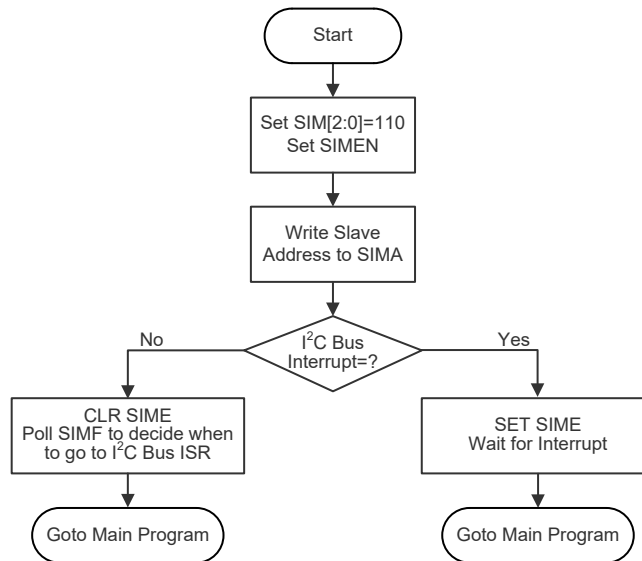 Start
Set SIM[2:0]=110
Set SIMEN
Write Slave
Address to SIMA
I²C Bus
Interrupt=?
No
Yes
CLR SIME
Poll SIMF to decide when
to go to I²C Bus ISR
SET SIME
Wait for Interrupt
Goto Main Program
Goto Main Program